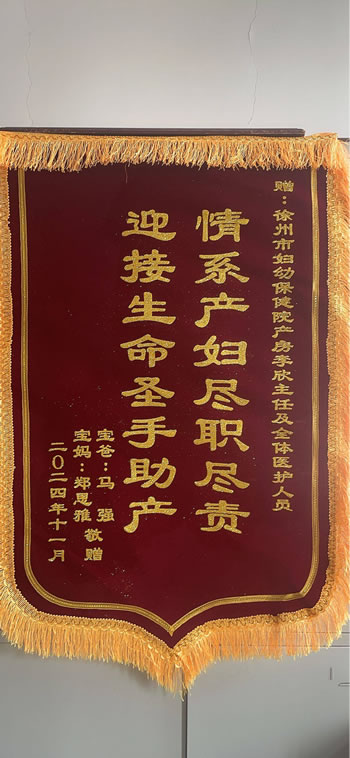 赠：徐州市妇幼保健院产房李欣主任及全体医护人员
情系产妇尽职尽责
迎接生命圣手助产
宝爸：马强
宝妈：郑思雅 敬赠
二〇二四年十一月